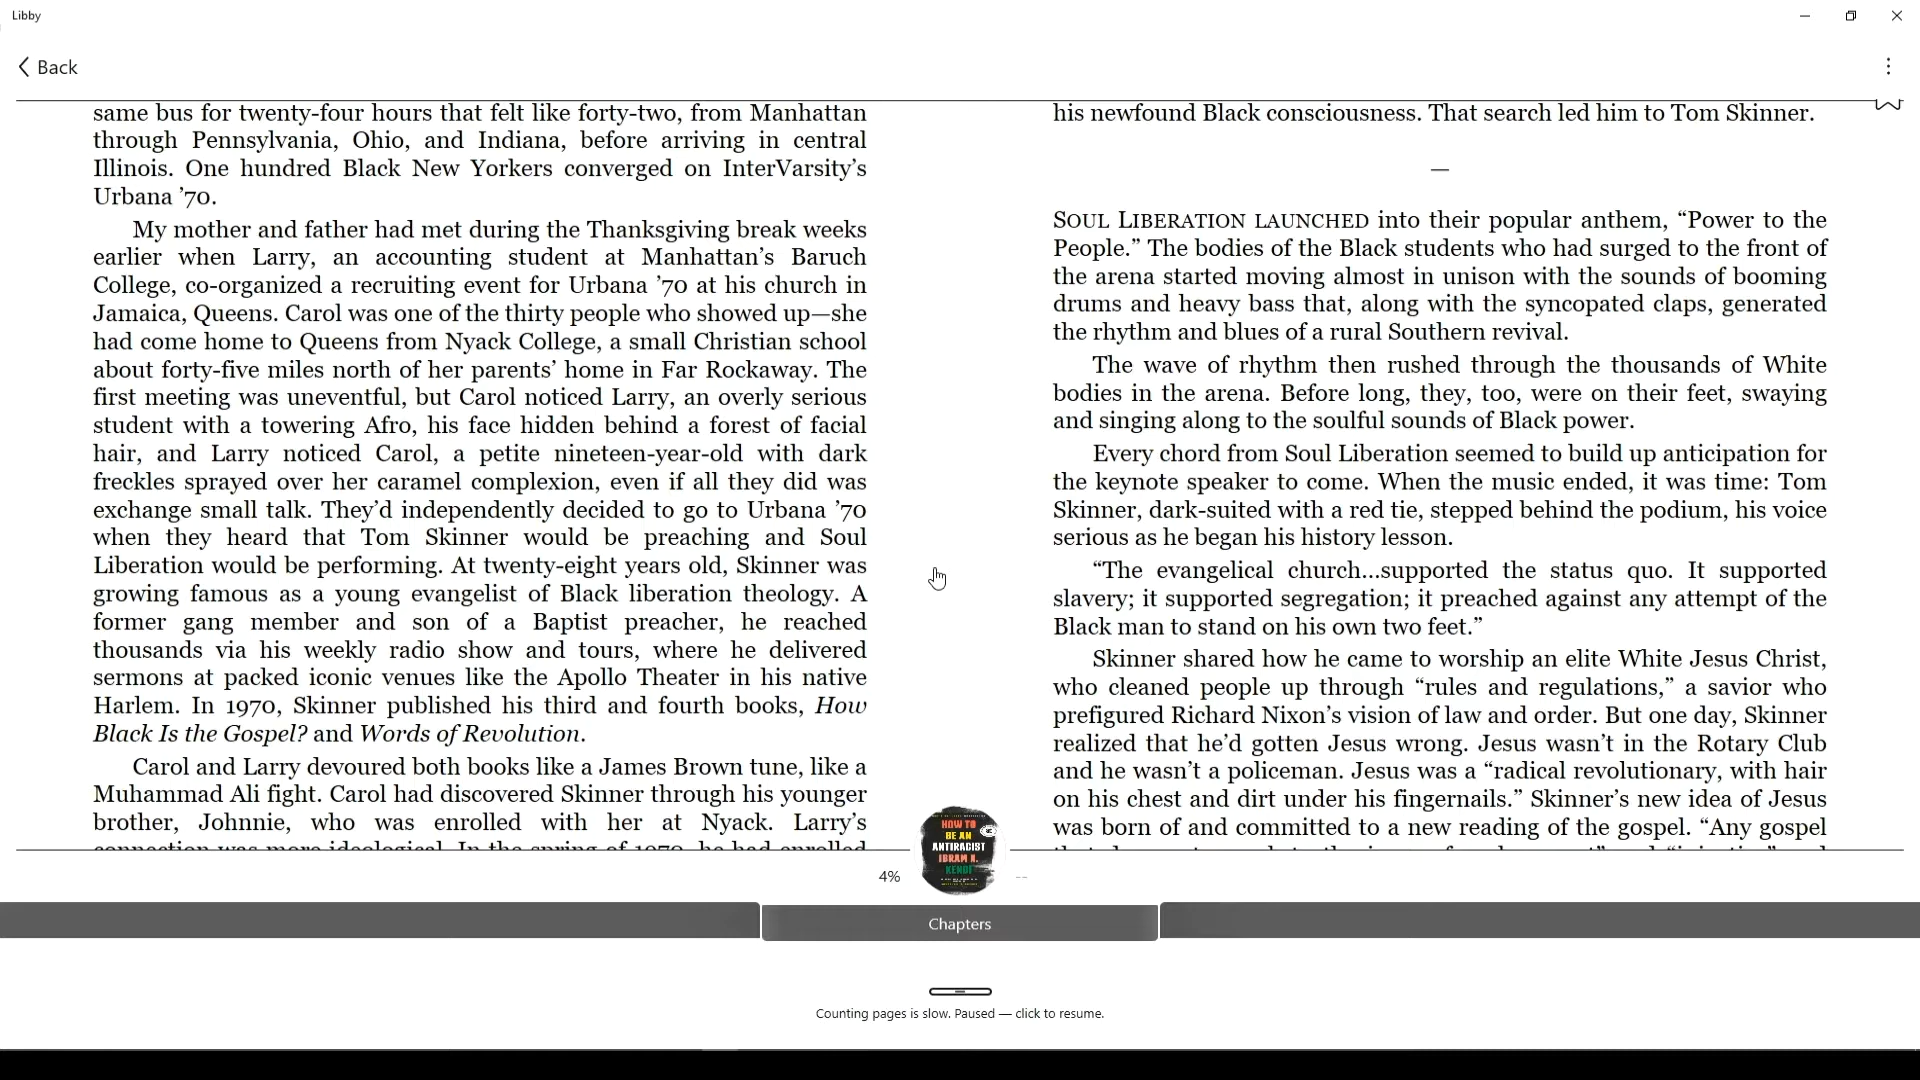 Libby
Back
same bus for twenty-four hours that felt like forty-two, from Manhattan
through Pennsylvania, Ohio, and Indiana, before arriving in central
Illinois. One hundred Black New Yorkers converged on InterVarsity’s
Urbana ’70.
My mother and father had met during the Thanksgiving break weeks
earlier when Larry, an accounting student at Manhattan’s Baruch
College, co-organized a recruiting event for Urbana ’70 at his church in
Jamaica, Queens. Carol was one of the thirty people who showed up—she
had come home to Queens from Nyack College, a small Christian school
about forty-five miles north of her parents’ home in Far Rockaway. The
first meeting was uneventful, but Carol noticed Larry, an overly serious
student with a towering Afro, his face hidden behind a forest of facial
hair, and Larry noticed Carol, a petite nineteen-year-old with dark
freckles sprayed over her caramel complexion, even if all they did was
exchange small talk. They’d independently decided to go to Urbana ’70
when they heard that Tom Skinner would be preaching and Soul
Liberation would be performing. At twenty-eight years old, Skinner was
growing famous as a young evangelist of Black liberation theology. A
former gang member and son of a Baptist preacher, he reached
thousands via his weekly radio show and tours, where he delivered
sermons at packed iconic venues like the Apollo Theater in his native
Harlem. In 1970, Skinner published his third and fourth books, How
Black Is the Gospel? and Words of Revolution.
Carol and Larry devoured both books like a James Brown tune, like a
Muhammad Ali fight. Carol had discovered Skinner through his younger
brother, Johnnie, who was enrolled with her at Nyack. Larry’s
connection was more ideological. In the spring of 1970, he had enrolled
his newfound Black consciousness. That search led him to Tom Skinner.
—
SOUL LIBERATION LAUNCHED into their popular anthem, “Power to the
People.” The bodies of the Black students who had surged to the front of
the arena started moving almost in unison with the sounds of booming
drums and heavy bass that, along with the syncopated claps, generated
the rhythm and blues of a rural Southern revival.
The wave of rhythm then rushed through the thousands of White
bodies in the arena. Before long, they, too, were on their feet, swaying
and singing along to the soulful sounds of Black power.
Every chord from Soul Liberation seemed to build up anticipation for
the keynote speaker to come. When the music ended, it was time: Tom
Skinner, dark-suited with a red tie, stepped behind the podium, his voice
serious as he began his history lesson.
“The evangelical church...supported the status quo. It supported
slavery; it supported segregation; it preached against any attempt of the
Black man to stand on his own two feet.”
Skinner shared how he came to worship an elite White Jesus Christ,
who cleaned people up through “rules and regulations,” a savior who
prefigured Richard Nixon’s vision of law and order. But one day, Skinner
realized that he’d gotten Jesus wrong. Jesus wasn’t in the Rotary Club
and he wasn’t a policeman. Jesus was a “radical revolutionary, with hair
on his chest and dirt under his fingernails.” Skinner’s new idea of Jesus
was born of and committed to a new reading of the gospel. “Any gospel
4%
HOW TO
BE AN
ANTIRACIST
IBRAM X.
KENDI
--
Chapters
Counting pages is slow. Paused — click to resume.